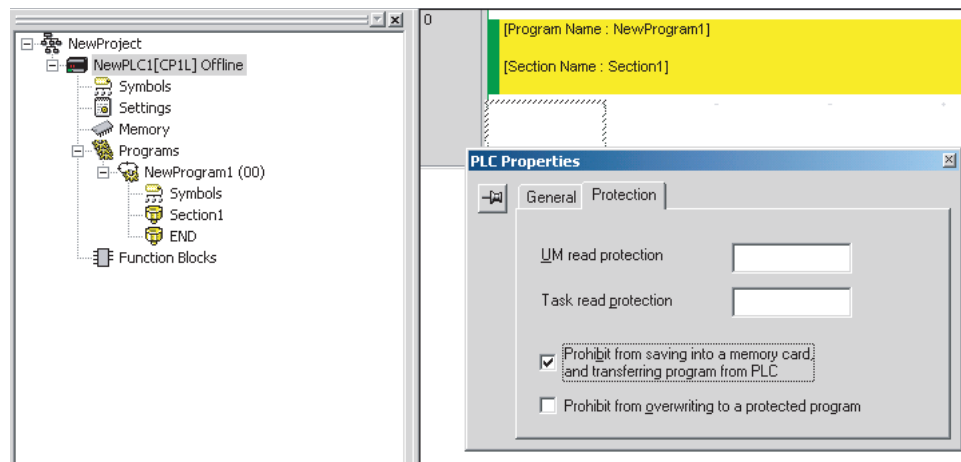 NewProject
NewPLC1[CP1L] Offline
Symbols
Settings
Memory
Programs
NewProgram1 (00)
Symbols
Section1
END
Function Blocks
0
[Program Name : NewProgram1]
[Section Name : Section1]
PLC Properties
General
Protection
UM read protection
Task read protection
Prohibit from saving into a memory card,
and transferring program from PLC
Prohibit from overwriting to a protected program